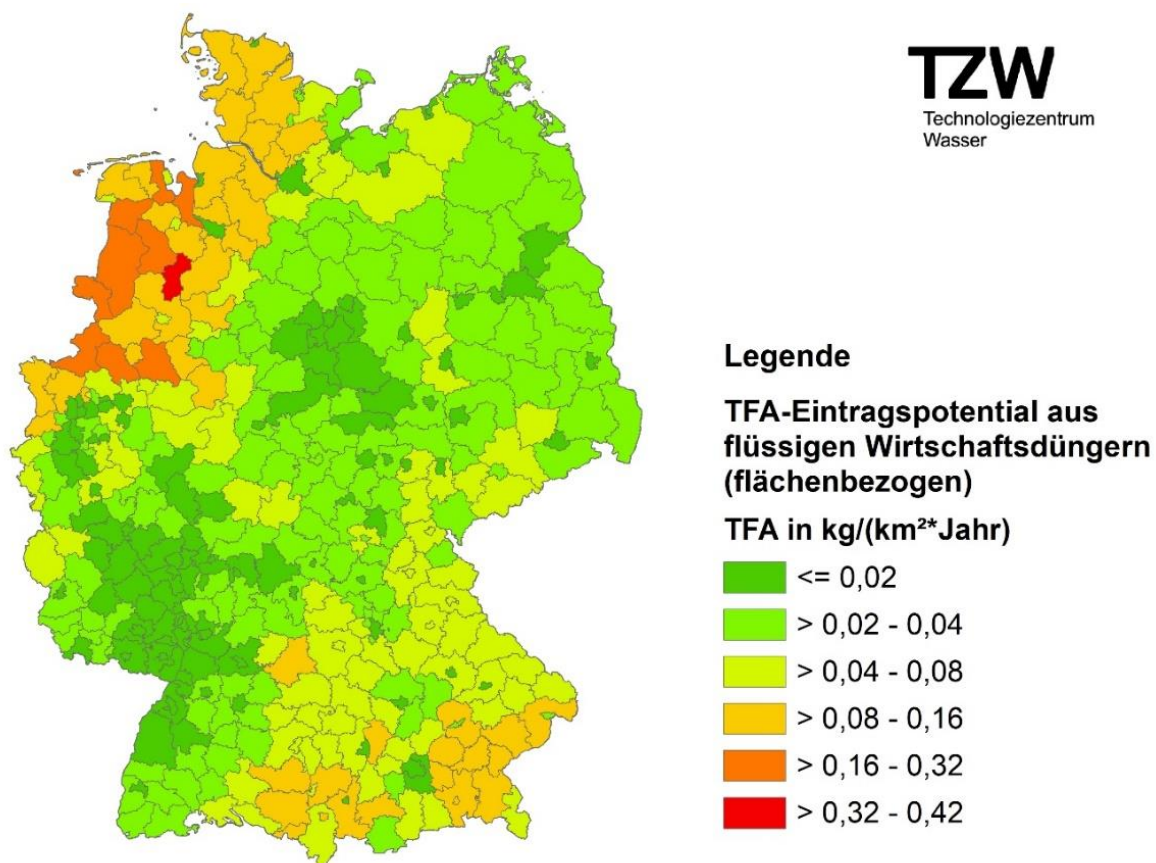 TZW
Technologiezentrum
Wasser
Legende
TFA-Eintragspotential aus
flüssigen Wirtschaftsdüngern
(flächenbezogen)
TFA in kg/(km²*Jahr)
<= 0,02
> 0,02 - 0,04
> 0,04 - 0,08
> 0,08 - 0,16
> 0,16 - 0,32
> 0,32 - 0,42